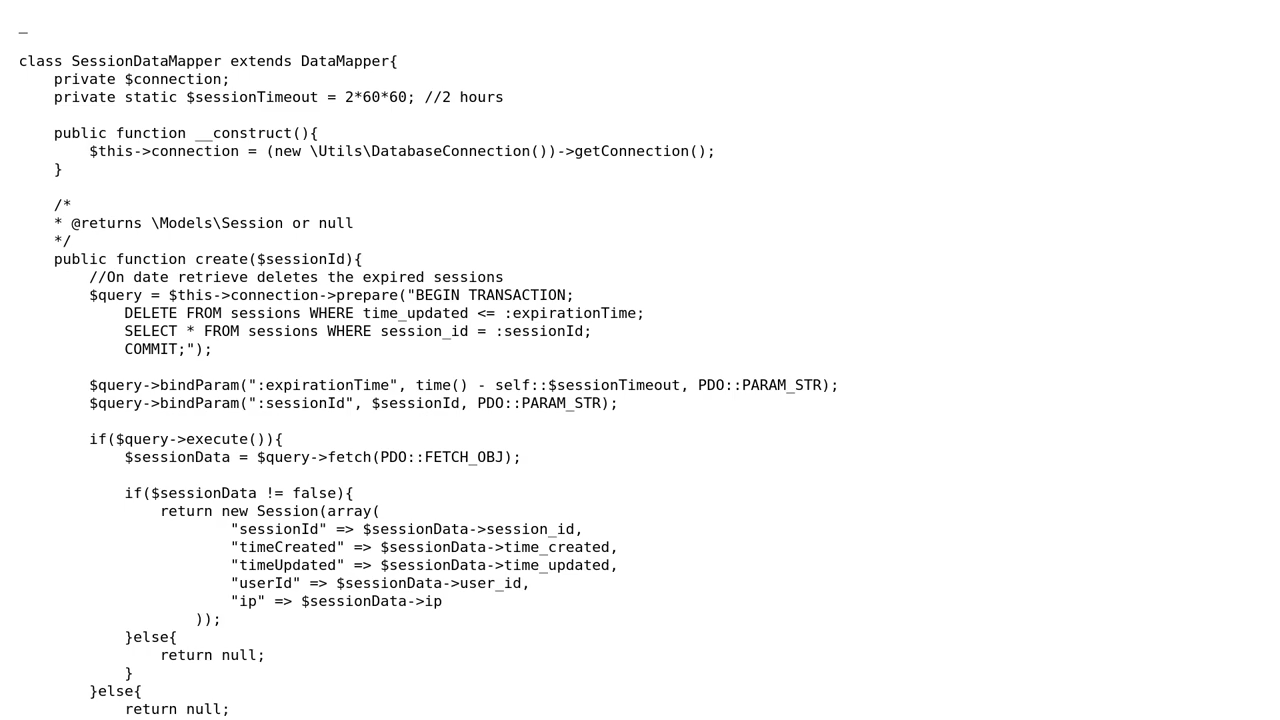 _
class SessionDataMapper extends DataMapper{
    private $connection;
    private static $sessionTimeout = 2*60*60; //2 hours

    public function __construct(){
        $this->connection = (new \Utils\DatabaseConnection())->getConnection();
    }

    /*
    * @returns \Models\Session or null
    */
    public function create($sessionId){
        //On date retrieve deletes the expired sessions
        $query = $this->connection->prepare("BEGIN TRANSACTION;
            DELETE FROM sessions WHERE time_updated <= :expirationTime;
            SELECT * FROM sessions WHERE session_id = :sessionId;
            COMMIT;");

        $query->bindParam(":expirationTime", time() - self::$sessionTimeout, PDO::PARAM_STR);
        $query->bindParam(":sessionId", $sessionId, PDO::PARAM_STR);

        if($query->execute()){
            $sessionData = $query->fetch(PDO::FETCH_OBJ);

            if($sessionData != false){
                return new Session(array(
                        "sessionId" => $sessionData->session_id,
                        "timeCreated" => $sessionData->time_created,
                        "timeUpdated" => $sessionData->time_updated,
                        "userId" => $sessionData->user_id,
                        "ip" => $sessionData->ip
                    ));
            }else{
                return null;
            }
        }else{
            return null;